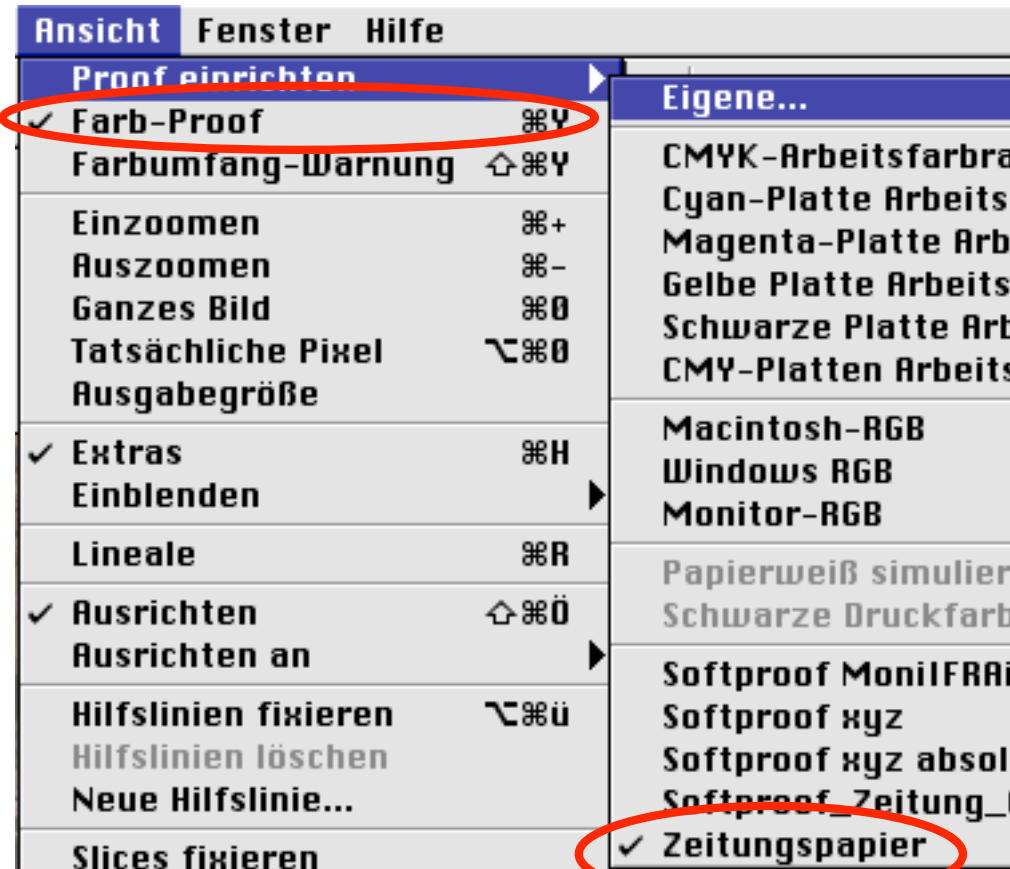 Ansicht Fenster Hilfe
Proof einrichten
✓ Farb-Proof ⌘Y
Farbumfang-Warnung ⇧⌘Y
Einzoomen ⌘+
Auszoomen ⌘-
Ganzes Bild ⌘0
Tatsächliche Pixel ⌥⌘0
Ausgabegröße
✓ Extras ⌘H
Einblenden
Lineale ⌘R
✓ Ausrichten ⇧⌘Ö
Ausrichten an
Hilfslinien fixieren ⌥⌘ü
Hilfslinien löschen
Neue Hilfslinie...
Slices fixieren
Eigene...
CMYK-Arbeitsfarbra
Cyan-Platte Arbeits
Magenta-Platte Arb
Gelbe Platte Arbeits
Schwarze Platte Arb
CMY-Platten Arbeits
Macintosh-RGB
Windows RGB
Monitor-RGB
Papierweiß simulier
Schwarze Druckfarb
Softproof MoniIFRAi
Softproof xyz
Softproof xyz absol
Softproof_Zeitung_
✓ Zeitungspapier